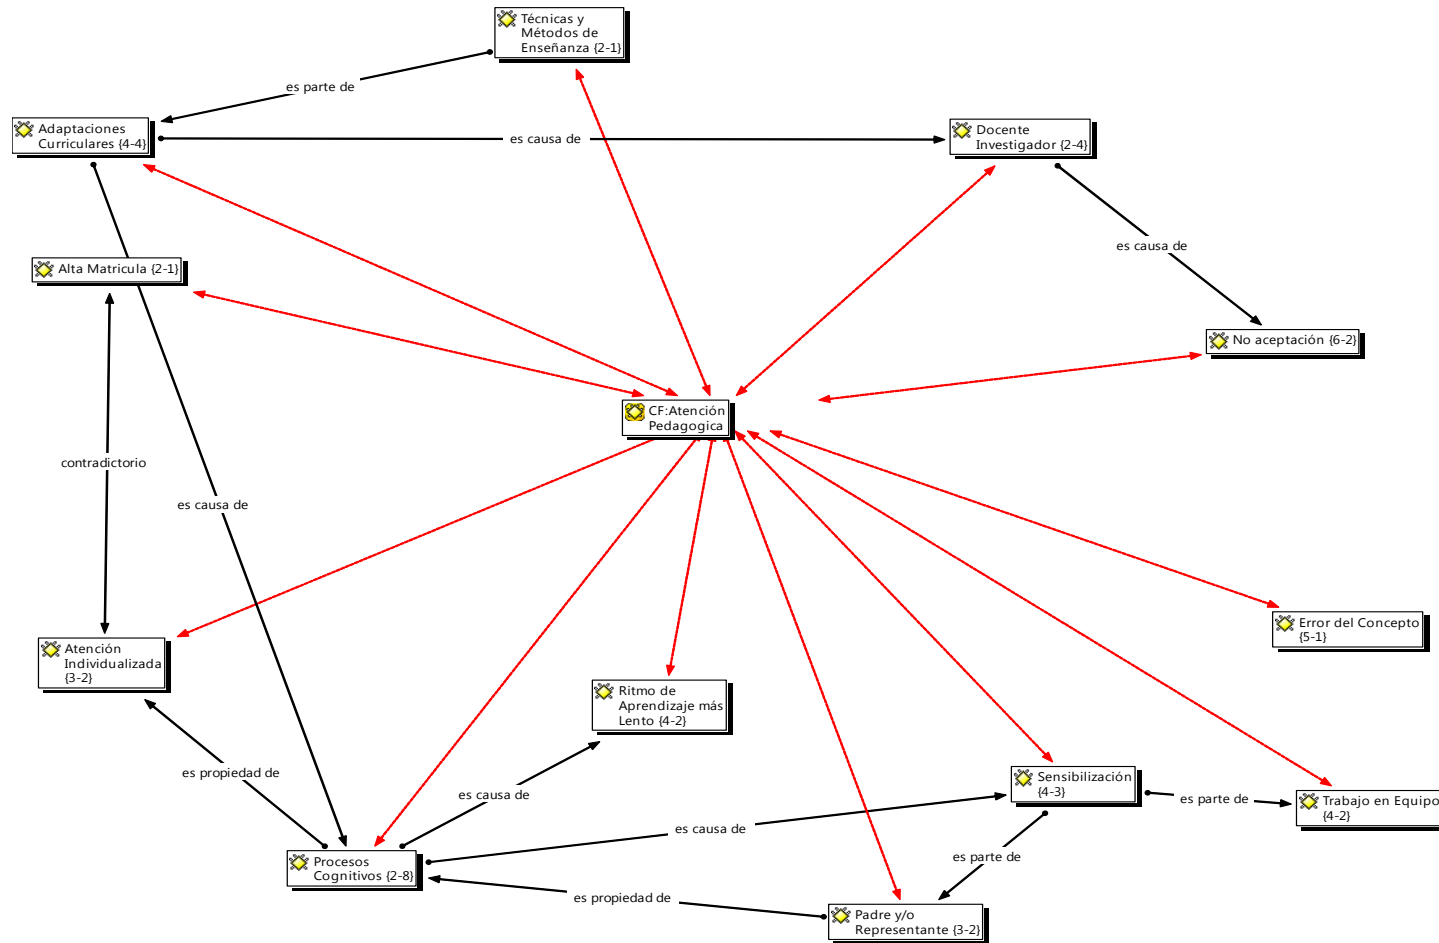 Técnicas y
Métodos de
Enseñanza {2-1}
es parte de
Adaptaciones
Curriculares {4-4}
es causa de
Docente
Investigador {2-4}
es causa de
Alta Matricula {2-1}
No aceptación {6-2}
CF:Atención
Pedagogica
contradictorio
es causa de
Error del Concepto
{5-1}
Atención
Individualizada
{3-2}
Ritmo de
Aprendizaje más
Lento {4-2}
es propiedad de
es causa de
Sensibilización
{4-3}
es parte de
Trabajo en Equipo
{4-2}
es causa de
es parte de
Procesos
Cognitivos {2-8}
es propiedad de
Padre y/o
Representante {3-2}